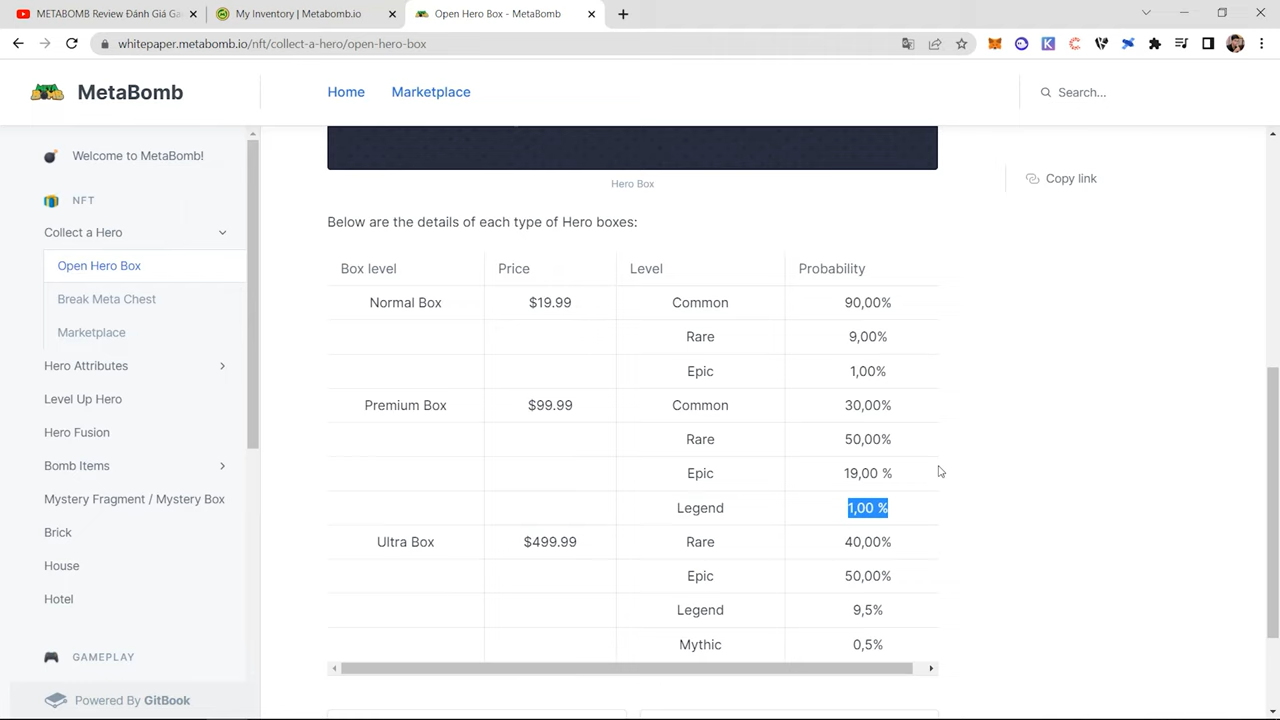 METABOMB Review Đánh Giá Ga
My Inventory | Metabomb.io
Open Hero Box - MetaBomb
whitepaper.metabomb.io/nft/collect-a-hero/open-hero-box
MetaBomb
Home
Marketplace
Search...
Welcome to MetaBomb!
NFT
Collect a Hero
Open Hero Box
Break Meta Chest
Marketplace
Hero Attributes
Level Up Hero
Hero Fusion
Bomb Items
Mystery Fragment / Mystery Box
Brick
House
Hotel
GAMEPLAY
Powered By GitBook
Hero Box
Copy link
Below are the details of each type of Hero boxes:
Box level Price Level Probability
Normal Box $19.99 Common 90,00%
Rare 9,00%
Epic 1,00%
Premium Box $99.99 Common 30,00%
Rare 50,00%
Epic 19,00 %
Legend 1,00 %
Ultra Box $499.99 Rare 40,00%
Epic 50,00%
Legend 9,5%
Mythic 0,5%